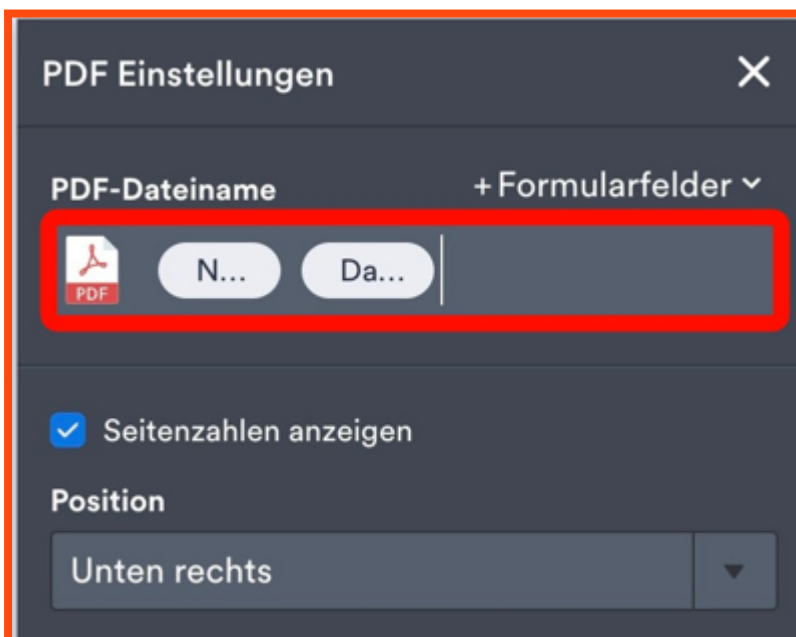 PDF Einstellungen
PDF-Dateiname
+ Formularfelder
PDF
N...
Da...
Seitenzahlen anzeigen
Position
Unten rechts